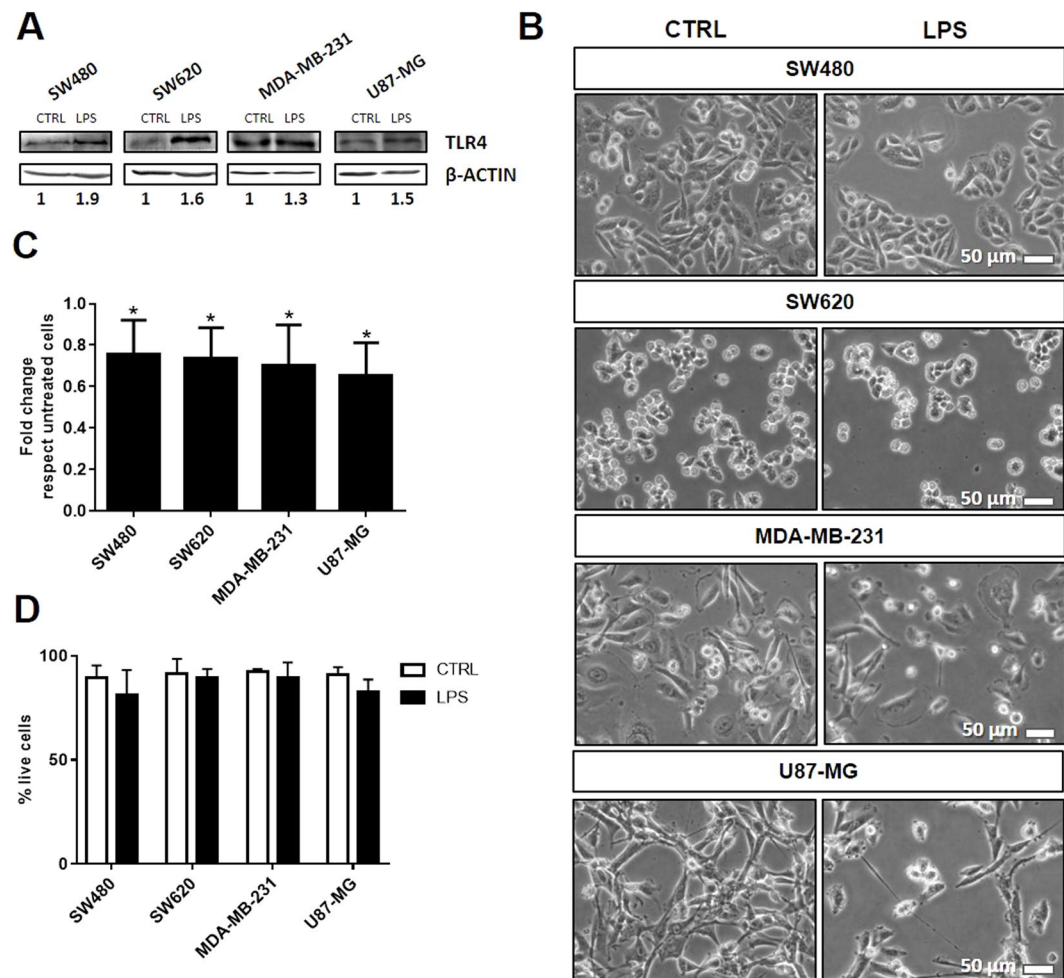 A
SW480
SW620
MDA-MB-231
U87-MG
CTRL LPS CTRL LPS CTRL LPS CTRL LPS
TLR4
β-ACTIN
1 1.9 1 1.6 1 1.3 1 1.5
B
CTRL LPS
SW480
50 µm
SW620
50 µm
50 µm
MDA-MB-231
50 µm
U87-MG
50 µm
C
Fold change
respect untreated cells
1.0
0.8
0.6
0.4
0.2
0.0
* * * *
SW480
SW620
MDA-MB-231
U87-MG
D
% live cells
100
50
0
CTRL
LPS
SW480
SW620
MDA-MB-231
U87-MG